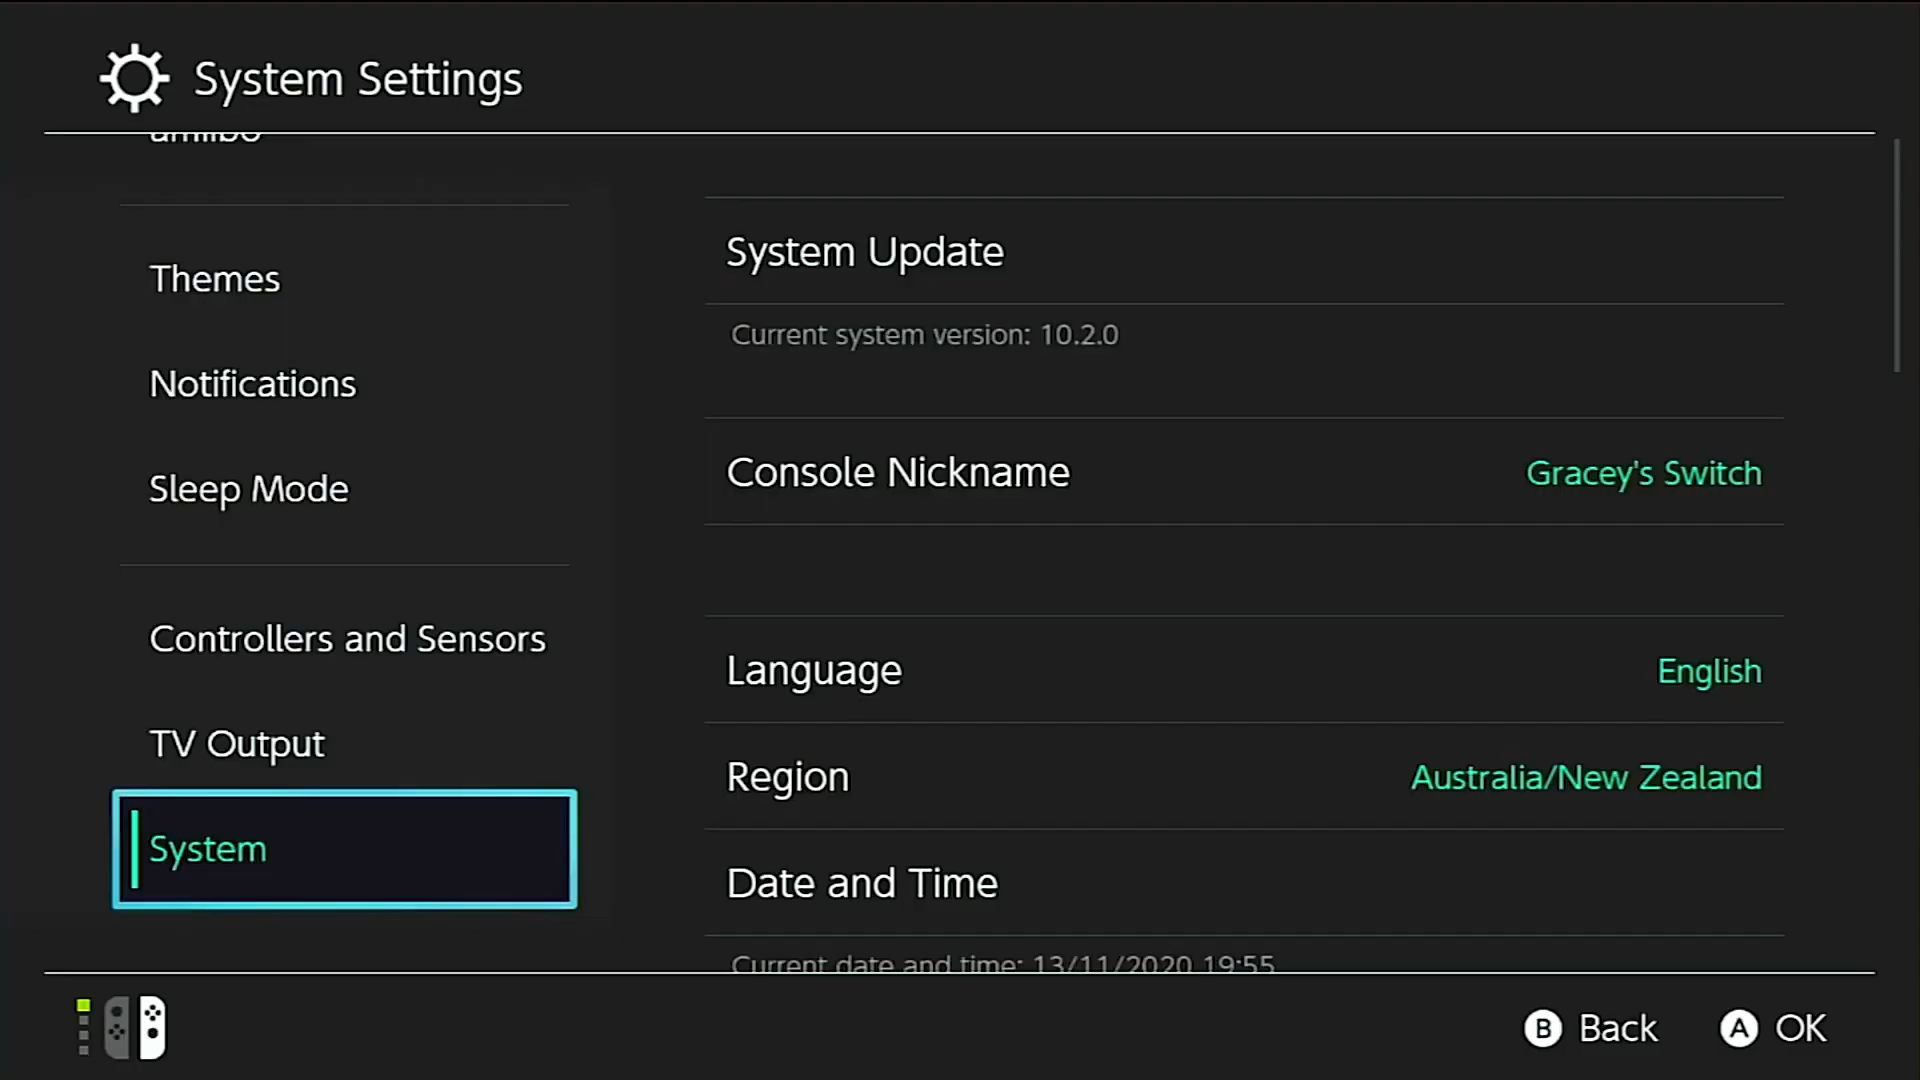 System Settings
amiibo
Themes
Notifications
Sleep Mode
Controllers and Sensors
TV Output
System
System Update
Current system version: 10.2.0
Console Nickname
Gracey's Switch
Language
English
Region
Australia/New Zealand
Date and Time
Current date and time: 13/11/2020 19:55
B Back
A OK